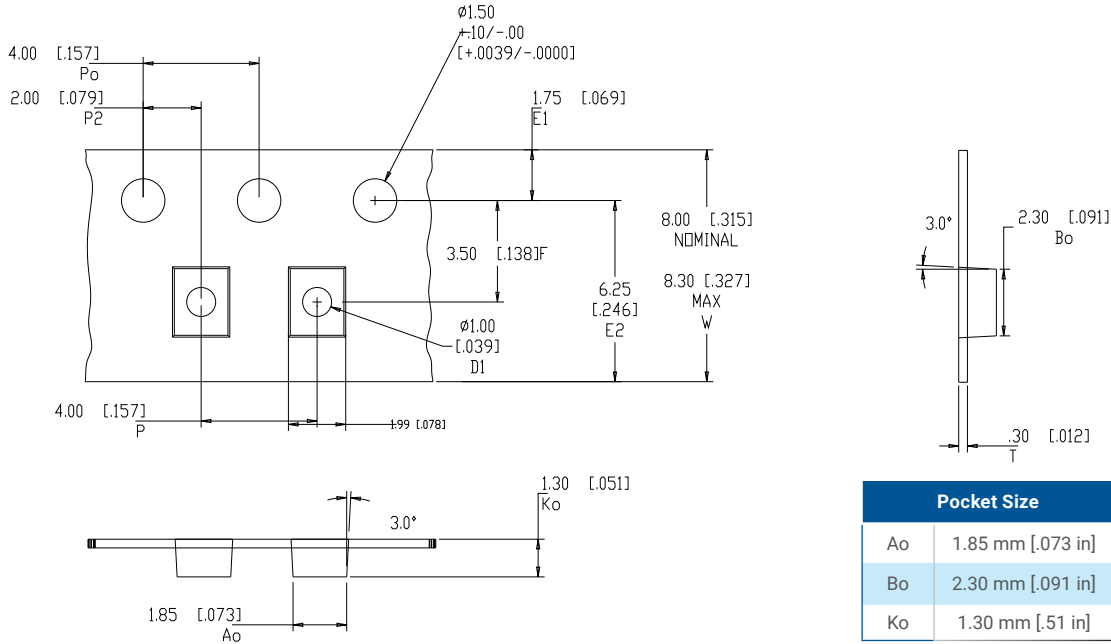 ø1.50
+.10/-.00
[+.0039/-.0000]
4.00 [.157]
Po
2.00 [.079]
P2
1.75 [.069]
E1
8.00 [.315]
NOMINAL
8.30 [.327]
MAX
W
3.50 [.138]F
6.25
[.246]
E2
ø1.00
[.039]
D1
4.00 [.157]
P
1.99 [.078]
3.0°
2.30 [.091]
Bo
.30 [.012]
T
1.30 [.051]
Ko
3.0°
1.85 [.073]
Ao
Pocket Size
Ao 1.85 mm [.073 in]
Bo 2.30 mm [.091 in]
Ko 1.30 mm [.51 in]